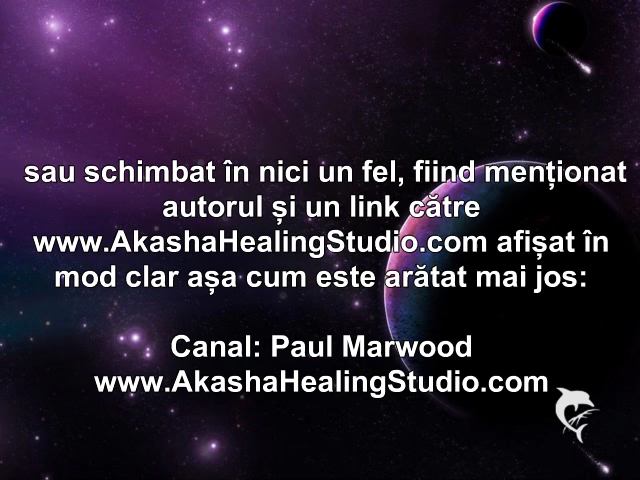 sau schimbat în nici un fel, fiind menționat
autorul și un link către
www.AkashaHealingStudio.com afișat în
mod clar așa cum este arătat mai jos:
Canal: Paul Marwood
www.AkashaHealingStudio.com